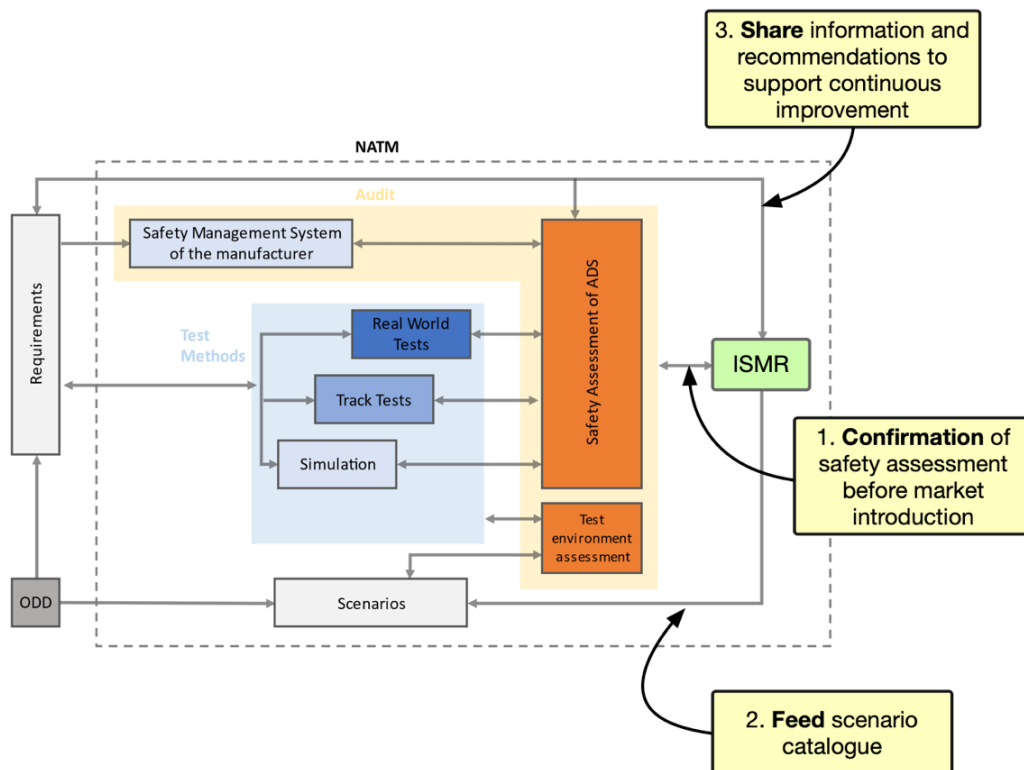 3. Share information and
recommendations to
support continuous
improvement
NATM
Audit
Safety Management System
of the manufacturer
Requirements
Safety Assessment of ADS
Real World
Tests
Test
Methods
Track Tests
Simulation
ISMR
1. Confirmation of
safety assessment
before market
introduction
Test
environment
assessment
ODD
Scenarios
2. Feed scenario
catalogue